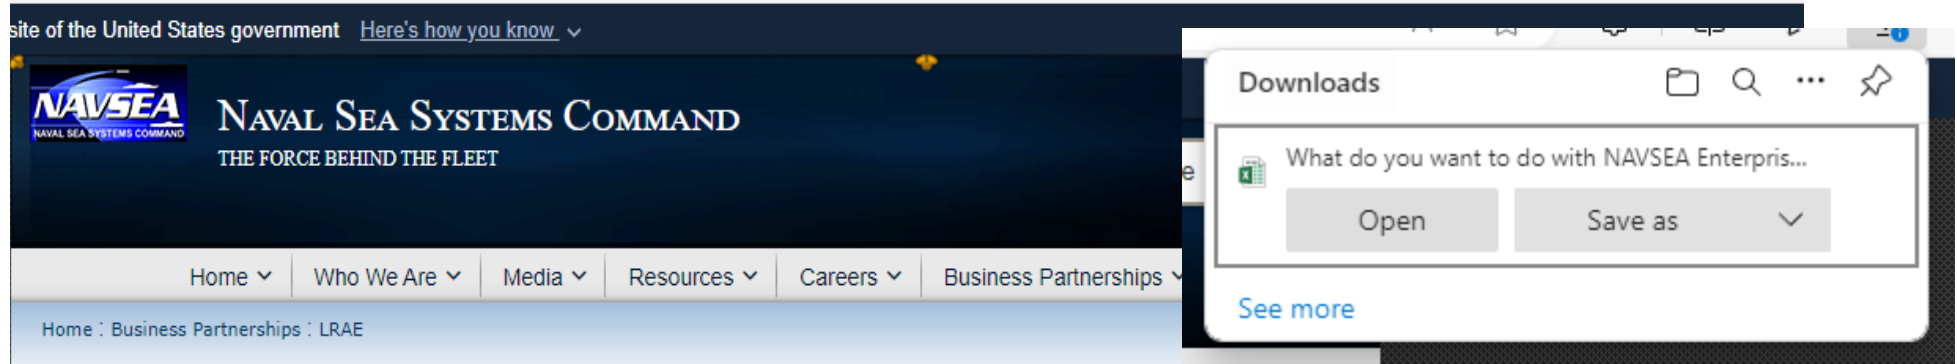 site of the United States government Here's how you know
NAVSEA
NAVAL SEA SYSTEMS COMMAND
NAVAL SEA SYSTEMS COMMAND
THE FORCE BEHIND THE FLEET
Home Who We Are Media Resources Careers Business Partnerships
Home : Business Partnerships : LRAE
Downloads
What do you want to do with NAVSEA Enterpris...
e
Open Save as
See more